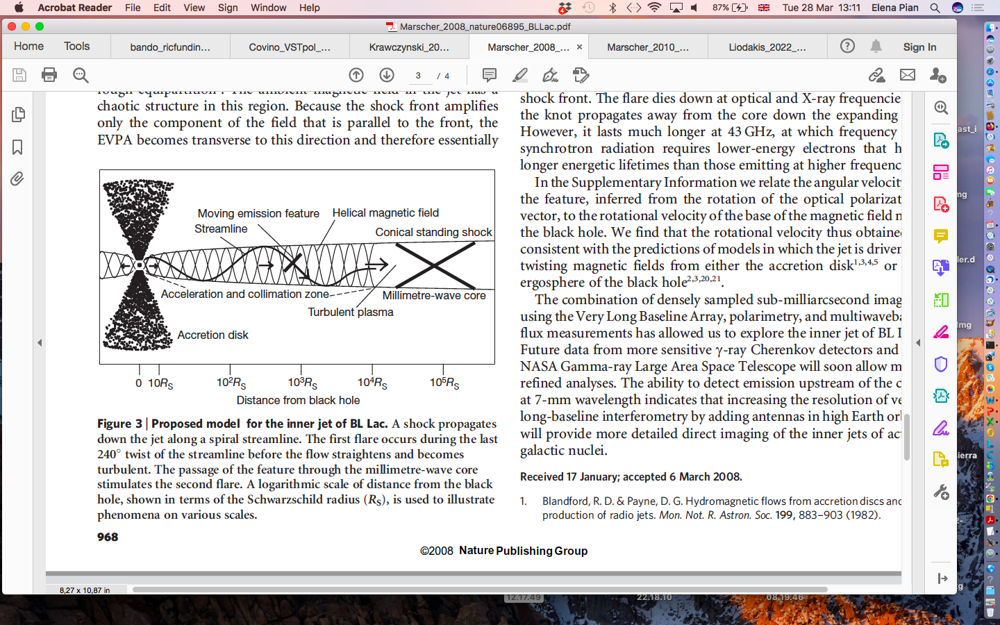 Acrobat Reader File Edit View Sign Window Help 4 87% Tue 28 Mar 13:11 Elena Pian
Marscher_2008_nature06895_BLLac.pdf
Home Tools bando_ricfundin... Covino_VSTpol_... Krawczynski_20... Marscher_2008_... × Marscher_2010_... Liodakis_2022_... Sign In
3 / 4
chaotic structure in this region. Because the shock front amplifies
only the component of the field that is parallel to the front, the
EVPA becomes transverse to this direction and therefore essentially
Moving emission feature
Helical magnetic field
Streamline
Conical standing shock
Acceleration and collimation zone
Millimetre-wave core
Turbulent plasma
Accretion disk
0 10RS 10²RS 10³RS 10⁴RS 10⁵RS
Distance from black hole
Figure 3 | Proposed model for the inner jet of BL Lac. A shock propagates
down the jet along a spiral streamline. The first flare occurs during the last
240° twist of the streamline before the flow straightens and becomes
turbulent. The passage of the feature through the millimetre-wave core
stimulates the second flare. A logarithmic scale of distance from the black
hole, shown in terms of the Schwarzschild radius (RS), is used to illustrate
phenomena on various scales.
968
shock front. The flare dies down at optical and X-ray frequencie
the knot propagates away from the core down the expanding
However, it lasts much longer at 43 GHz, at which frequency
synchrotron radiation requires lower-energy electrons that h
longer energetic lifetimes than those emitting at higher frequenc
In the Supplementary Information we relate the angular velocity
the feature, inferred from the rotation of the optical polarizat
vector, to the rotational velocity of the base of the magnetic field n
the black hole. We find that the rotational velocity thus obtained
consistent with the predictions of models in which the jet is driven
twisting magnetic fields from either the accretion disk1,3,4,5 or
ergosphere of the black hole2,3,20,21.
The combination of densely sampled sub-milliarcsecond imag
using the Very Long Baseline Array, polarimetry, and multiwaveba
flux measurements has allowed us to explore the inner jet of BL L
Future data from more sensitive γ-ray Cherenkov detectors and
NASA Gamma-ray Large Area Space Telescope will soon allow m
refined analyses. The ability to detect emission upstream of the c
at 7-mm wavelength indicates that increasing the resolution of ve
long-baseline interferometry by adding antennas in high Earth orb
will provide more detailed direct imaging of the inner jets of act
galactic nuclei.
Received 17 January; accepted 6 March 2008.
1. Blandford, R. D. & Payne, D. G. Hydromagnetic flows from accretion discs and
production of radio jets. Mon. Not. R. Astron. Soc. 199, 883–903 (1982).
©2008 Nature Publishing Group
8,27 x 10,87 in
12.17.49 22.18.10 08.19.46